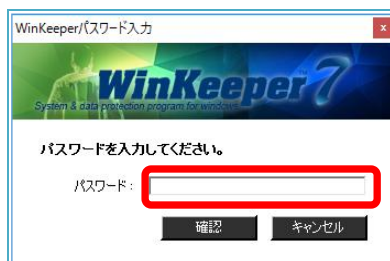 WinKeeperパスワード入力
x
WinKeeper™ 7
System & data protection program for windows
パスワードを入力してください。
パスワード：
確認 キャンセル